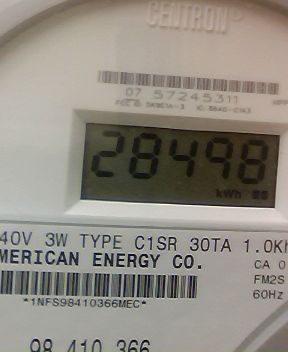 CENTRON®
07 57245311
28498
kWh
40V 3W TYPE C1SR 30TA 1.0Kh
MERICAN ENERGY CO.
CA 0
FM2S
60Hz
*1NFS98410366MEC*
98 410 366